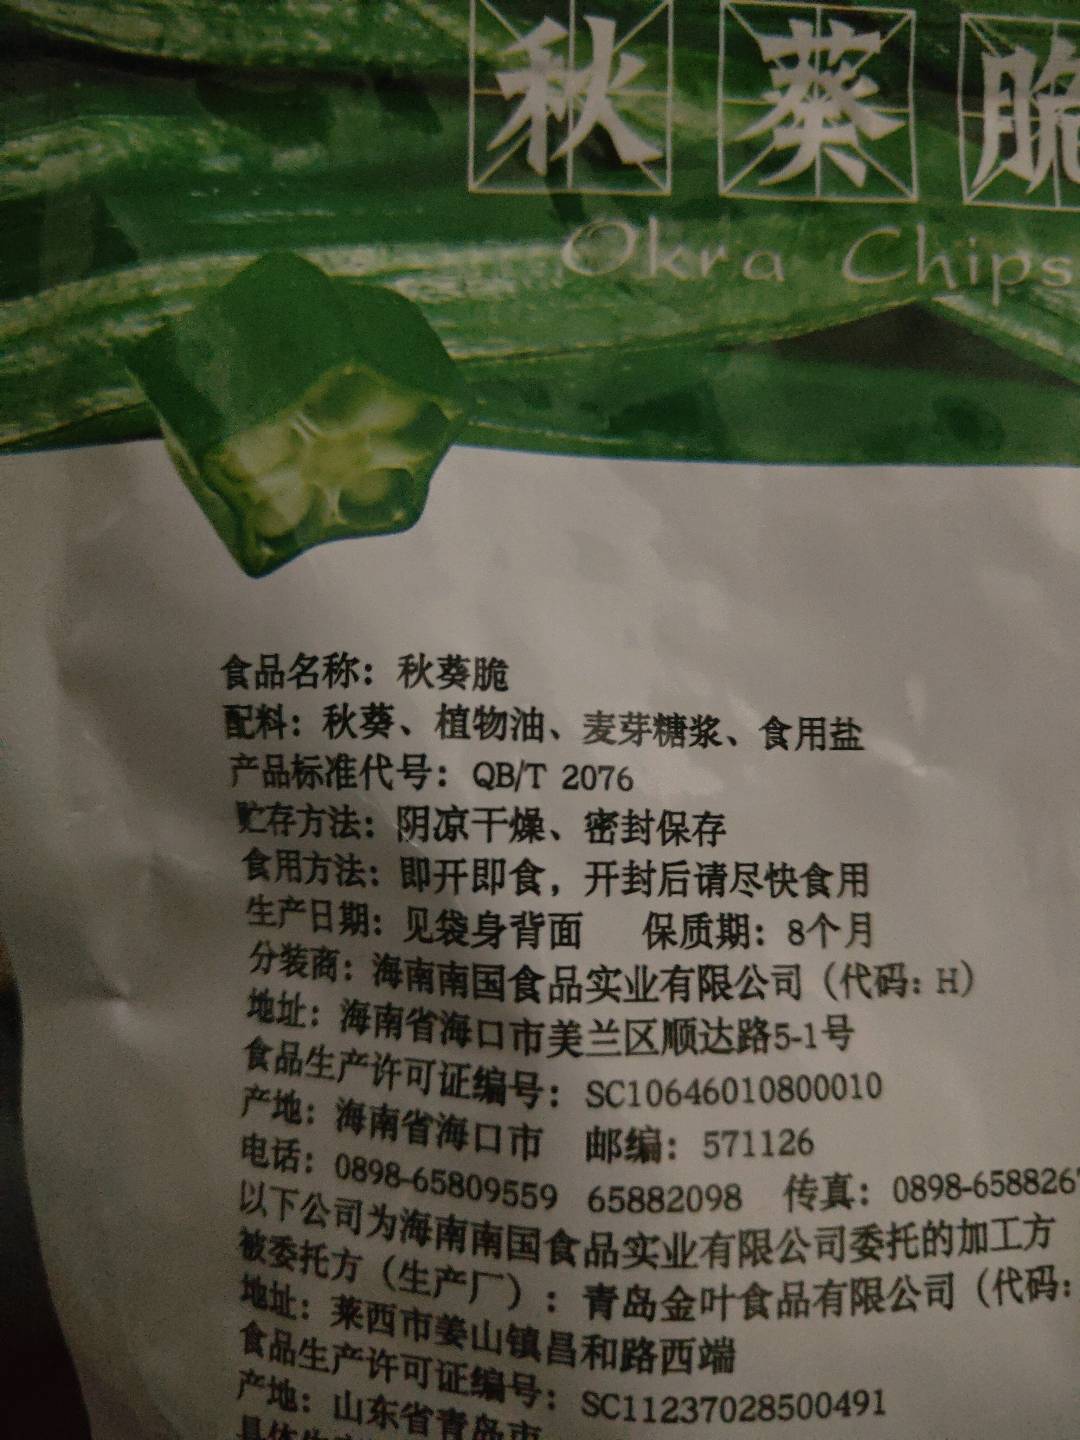 秋葵脆
Okra Chips
食品名称：秋葵脆
配料：秋葵、植物油、麦芽糖浆、食用盐
产品标准代号：QB/T 2076
贮存方法：阴凉干燥、密封保存
食用方法：即开即食，开封后请尽快食用
生产日期：见袋身背面 保质期：8个月
分装商：海南南国食品实业有限公司（代码：H）
地址：海南省海口市美兰区顺达路5-1号
食品生产许可证编号：SC10646010800010
产地：海南省海口市 邮编：571126
电话：0898-65809559 65882098 传真：0898-6588267
以下公司为海南南国食品实业有限公司委托的加工方
被委托方（生产厂）：青岛金叶食品有限公司（代码：
地址：莱西市姜山镇昌和路西端
食品生产许可证编号：SC11237028500491
产地：山东省青岛市